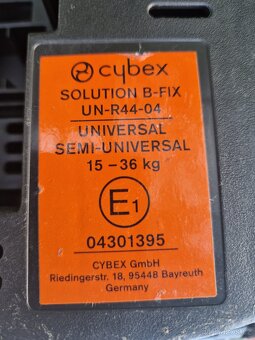 cybex
SOLUTION B-FIX
UN-R44-04
UNIVERSAL
SEMI-UNIVERSAL
15 – 36 kg
E1
04301395
CYBEX GmbH
Riedingerstr. 18, 95448 Bayreuth
Germany